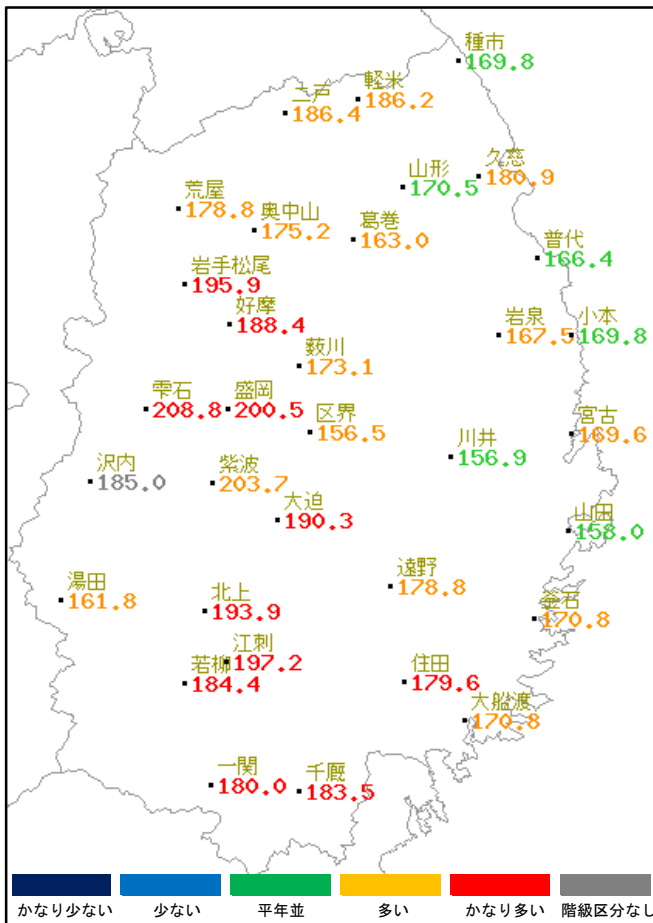 種市
169.8
軽米
186.2
二戸
186.4
山形
170.5
久慈
180.9
荒屋
178.8
奥中山
175.2
葛巻
163.0
普代
166.4
岩手松尾
195.9
好摩
188.4
岩泉
167.5
小本
169.8
薮川
173.1
雫石
208.8
盛岡
200.5
区界
156.5
川井
156.9
宮古
169.6
沢内
185.0
紫波
203.7
大迫
190.3
山田
158.0
湯田
161.8
北上
193.9
遠野
178.8
釜石
170.8
江刺
197.2
若柳
184.4
住田
179.6
大船渡
170.8
一関
180.0
千厩
183.5
かなり少ない
少ない
平年並
多い
かなり多い
階級区分なし